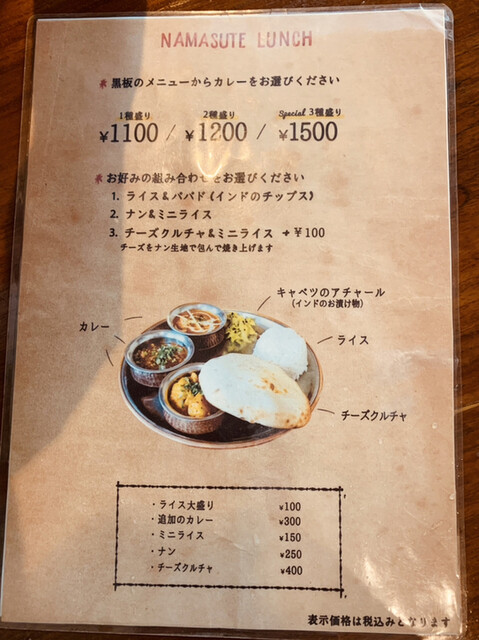 NAMASUTE LUNCH
* 黒板のメニューからカレーをお選びください
1種盛り 2種盛り Special 3種盛り
¥1100 / ¥1200 / ¥1500
* お好みの組み合わせをお選びください
1. ライス&パパド (インドのチップス)
2. ナン&ミニライス
3. チーズクルチャ&ミニライス → ¥100
チーズをナン生地で包んで焼き上げます
キャベツのアチャール
(インドのお漬け物)
カレー
ライス
チーズクルチャ
・ライス大盛り ¥100
・追加のカレー ¥300
・ミニライス ¥150
・ナン ¥250
・チーズクルチャ ¥400
表示価格は税込みとなります